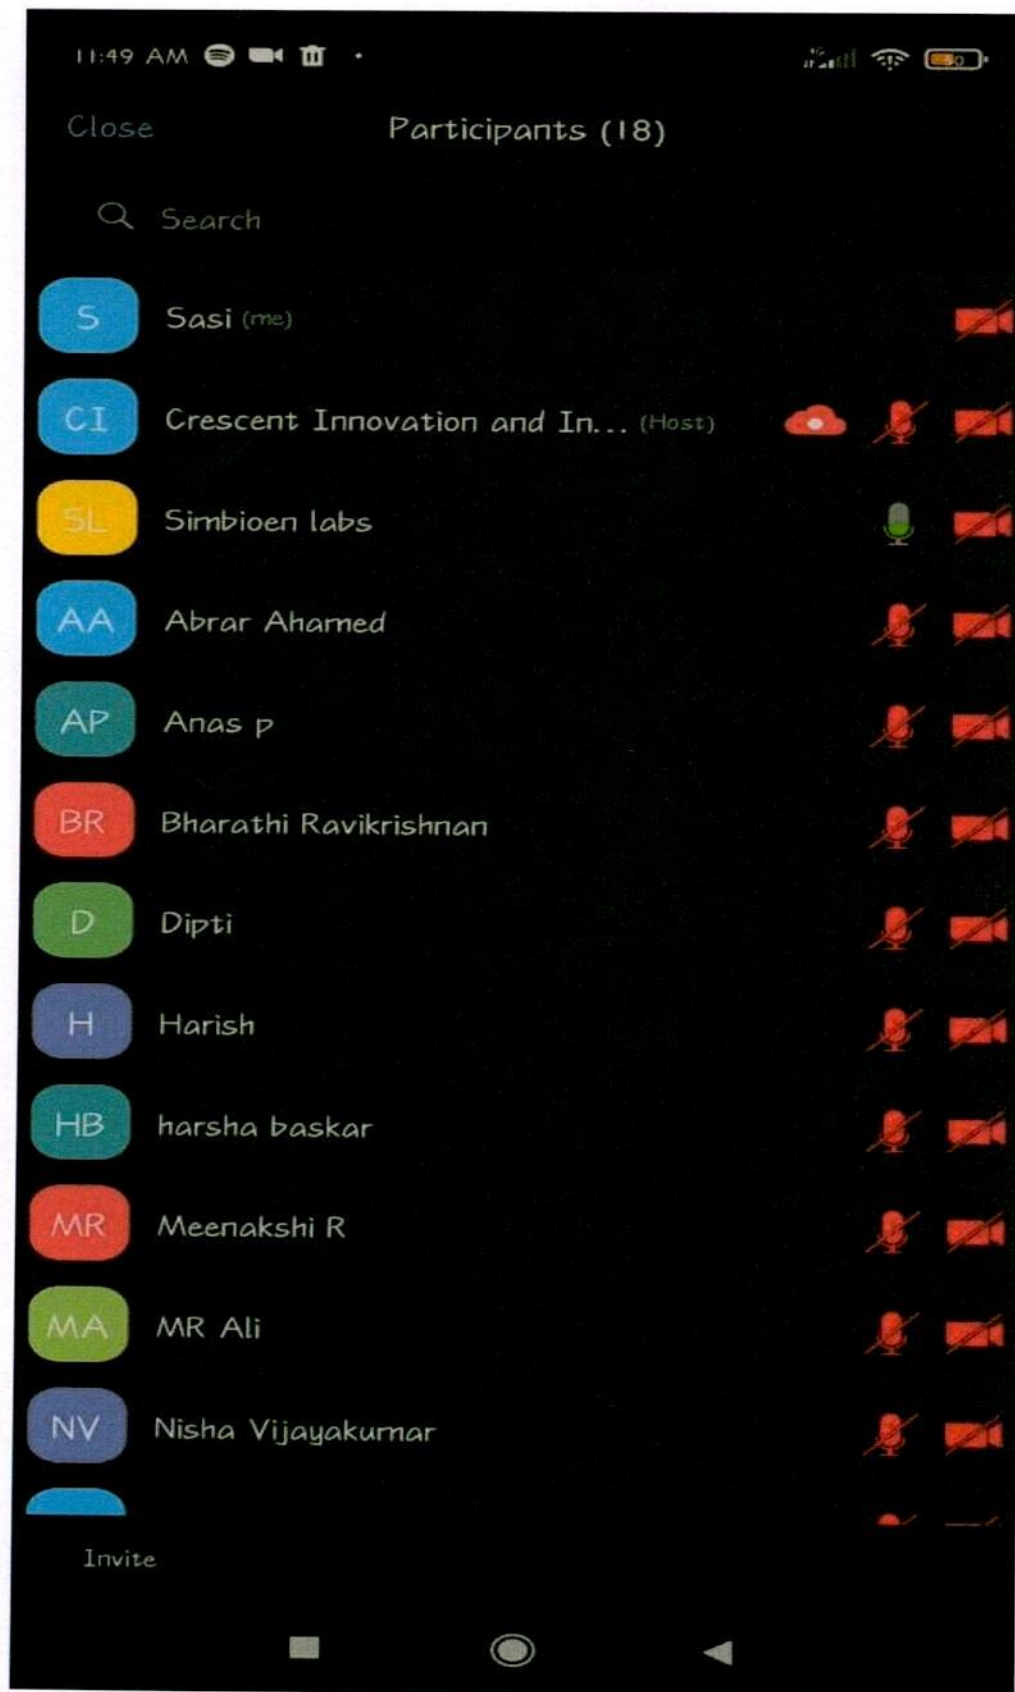 11:49 AM
50
Close
Participants (18)
Search
S
Sasi (me)
CI
Crescent Innovation and In... (Host)
SL
Simbioen labs
AA
Abrar Ahamed
AP
Anas p
BR
Bharathi Ravikrishnan
D
Dipti
H
Harish
HB
harsha baskar
MR
Meenakshi R
MA
MR Ali
NV
Nisha Vijayakumar
Invite